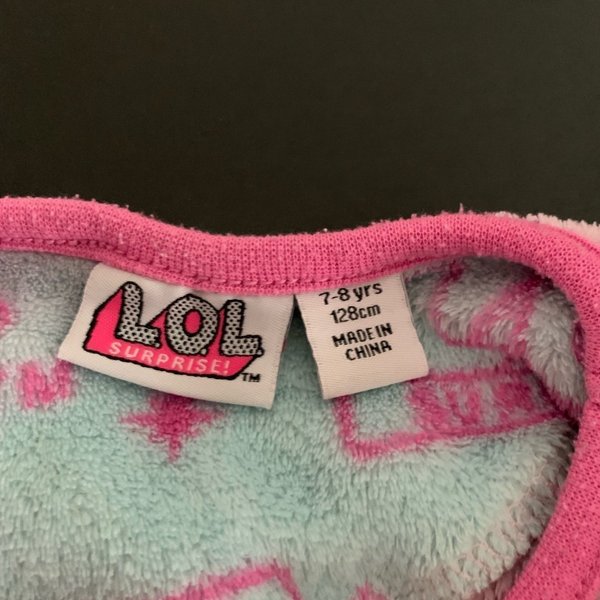 L.O.L.
SURPRISE!
TM
7-8 yrs
128cm
MADE IN
CHINA